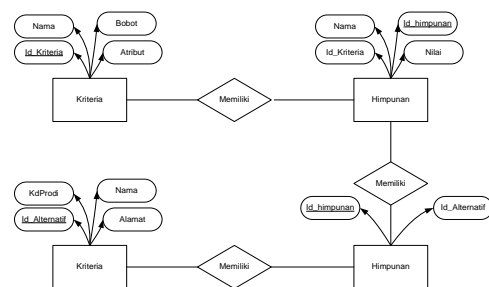 Nama
Bobot
Id_Kriteria
Atribut
Kriteria
Memiliki
Nama
Id_himpunan
Id_Kriteria
Nilai
Himpunan
Memiliki
KdProdi
Nama
Id_Alternatif
Alamat
Kriteria
Memiliki
Id_himpunan
Id_Alternatif
Himpunan